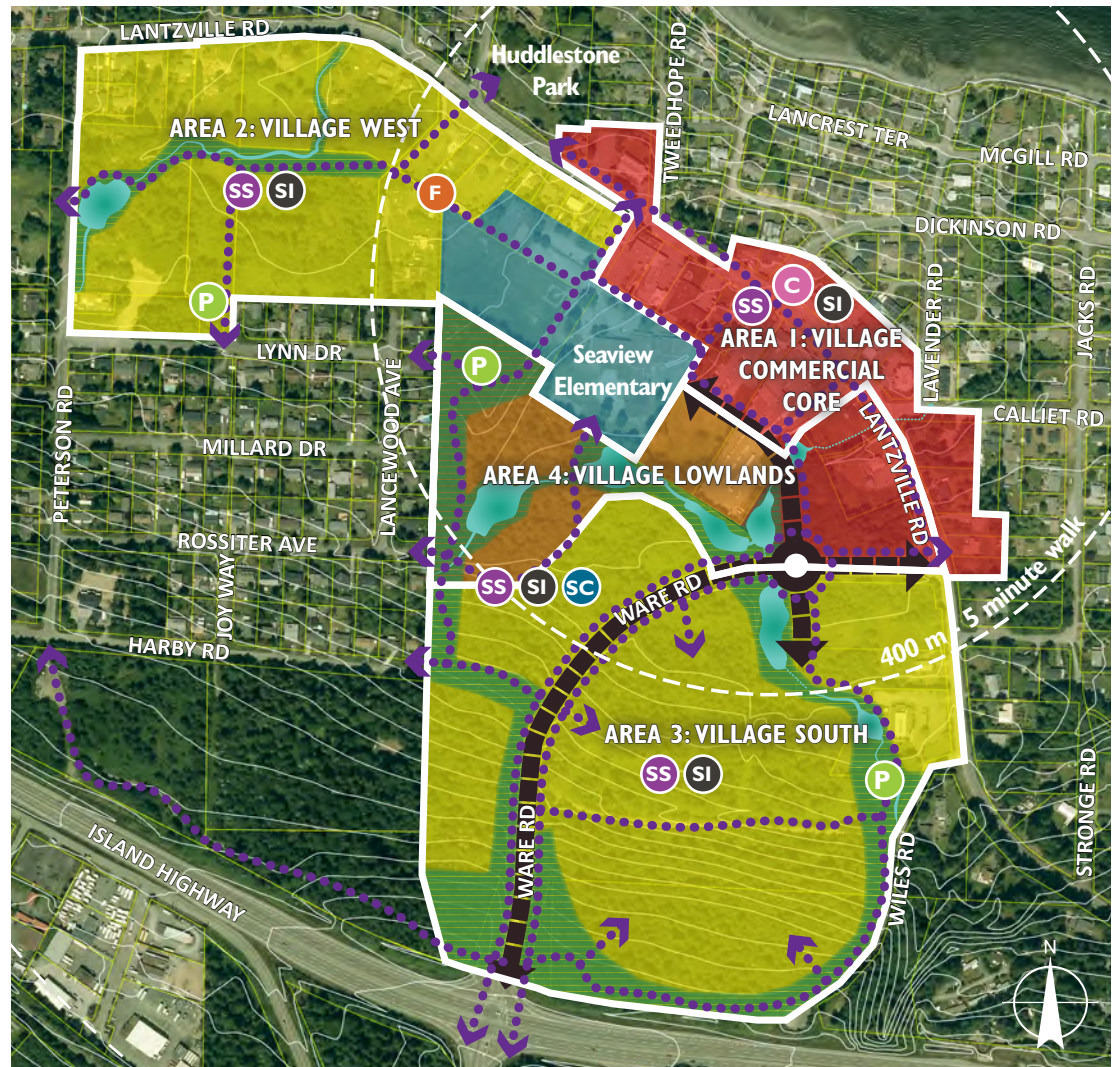 LANTZVILLE RD
Huddlestone
Park
TWEEDHOPE RD
LANCREST TER
MCGILL RD
AREA 2: VILLAGE WEST
SS
SI
F
DICKINSON RD
P
C
SS
SI
LAVENDER RD
JACKS RD
AREA 1: VILLAGE
COMMERCIAL
CORE
LYNN DR
P
Seaview
Elementary
LANCEWOOD AVE
PETERSON RD
CALLIET RD
LANTZVILLE RD
MILLARD DR
AREA 4: VILLAGE LOWLANDS
ROSSITER AVE
JOY WAY
SS
SI
SC
WARE RD
400 m - 5 minute walk
HARBY RD
AREA 3: VILLAGE SOUTH
SS
SI
P
STRONGE RD
WARE RD
WILES RD
ISLAND HIGHWAY
N